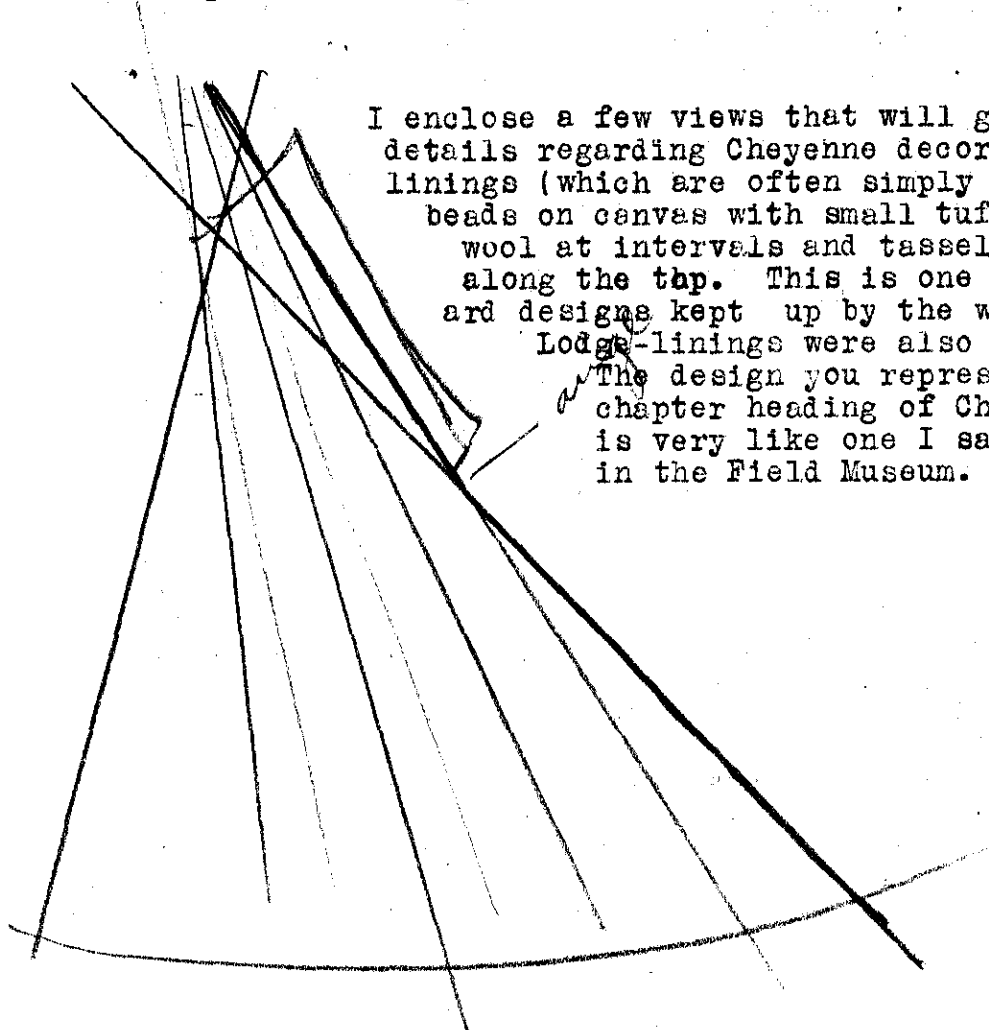 I enclose a few views that will g
details regarding Cheyenne decor
linings (which are often simply
beads on canvas with small tuf
wool at intervals and tassel
along the top. This is one
ard designs kept up by the w
Lodge-linings were also
The design you repres
chapter heading of Ch
is very like one I sa
in the Field Museum.